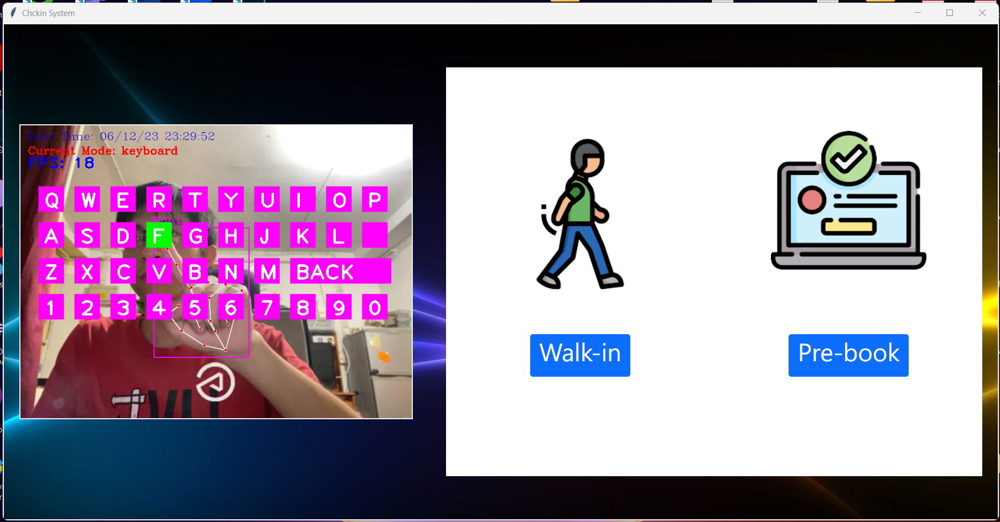 Chckin System
Date Time: 06/12/23 23:29:52
Current Mode: keyboard
FPS: 18
Q W E R T Y U I O P
Right
A S D F G H J K L
Z X C V B N M BACK
1 2 3 4 5 6 7 8 9 0
Walk-in
Pre-book